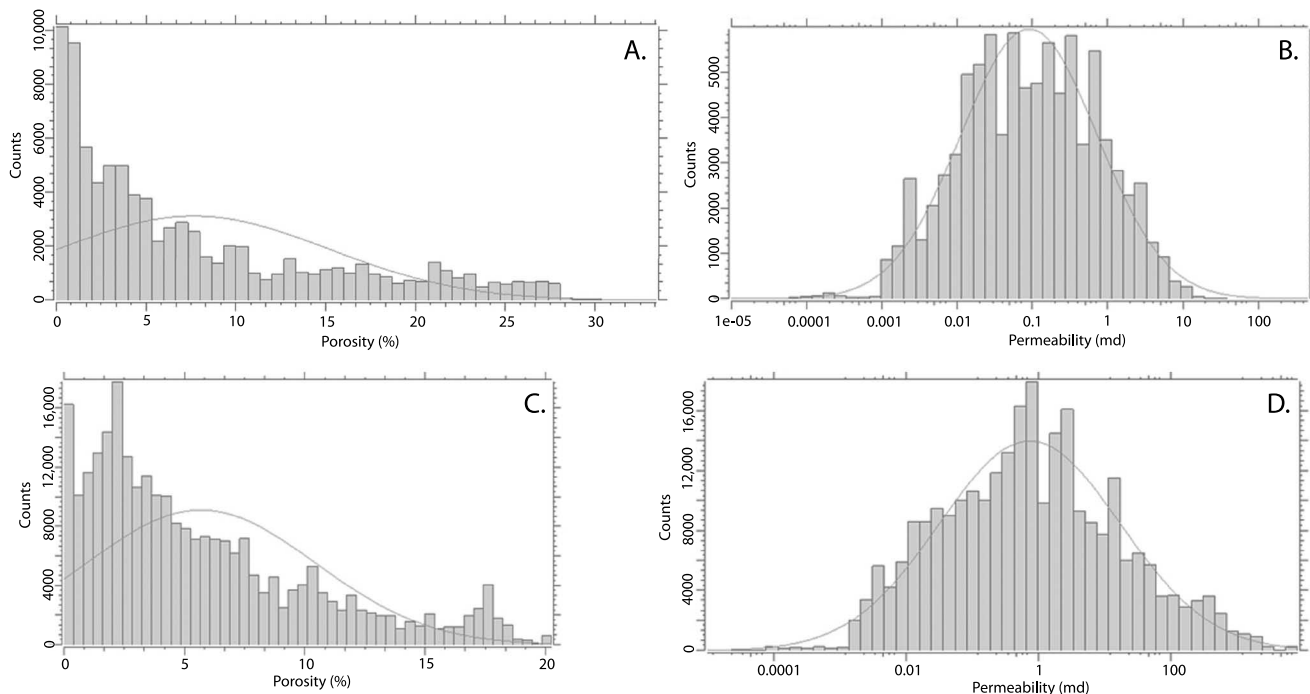 A.
10,000
8000
6000
4000
2000
0
Counts
0 5 10 15 20 25 30
Porosity (%)
B.
5000
4000
3000
2000
1000
0
Counts
1e-05 0.0001 0.001 0.01 0.1 1 10 100
Permeability (md)
C.
16,000
12,000
8000
4000
0
Counts
0 5 10 15 20
Porosity (%)
D.
16,000
12,000
8000
4000
0
Counts
0.0001 0.01 1 100
Permeability (md)